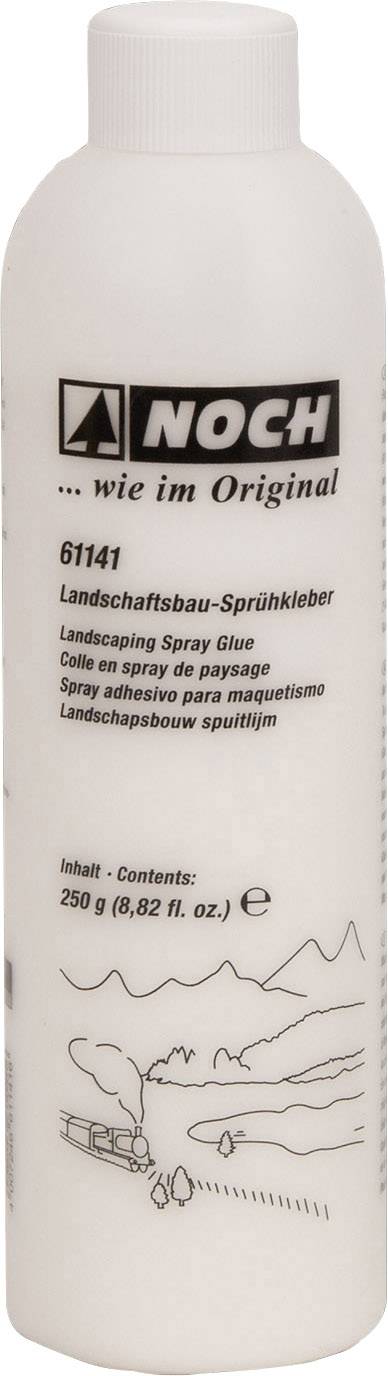 NOCH
... wie im Original
61141
Landschaftsbau-Sprühkleber
Landscaping Spray Glue
Colle en spray de paysage
Spray adhesivo para maquetismo
Landschapsbouw spuitlijm
Inhalt · Contents:
250 g (8,82 fl. oz.) ℮